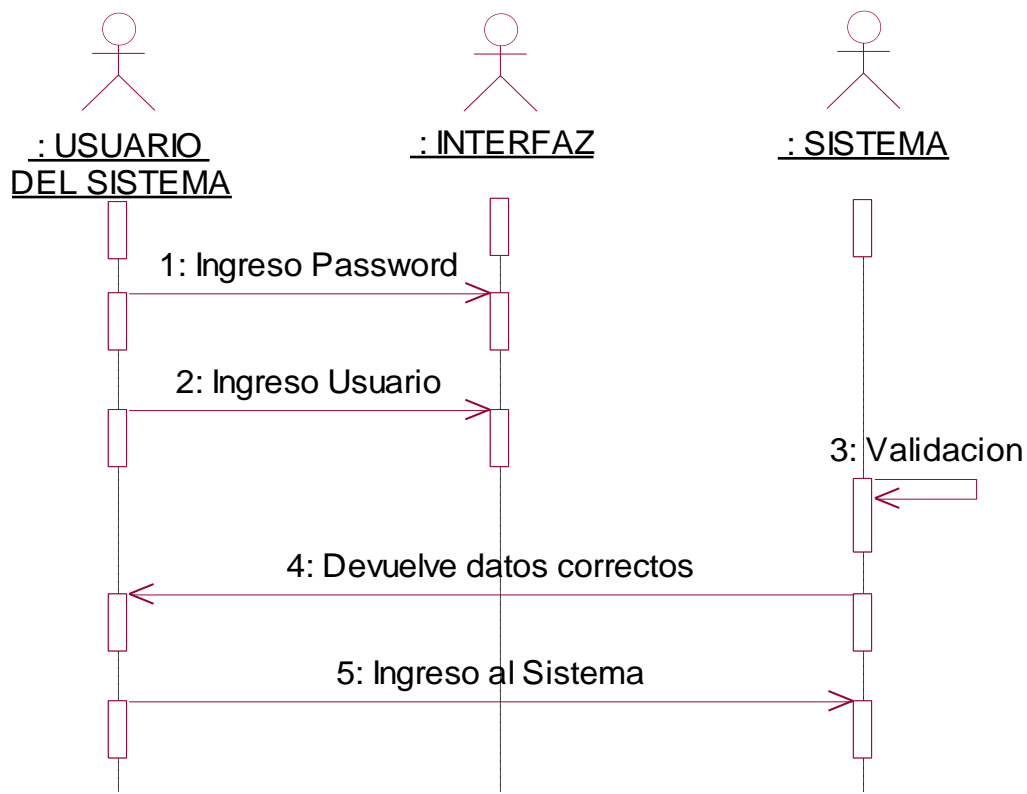 : USUARIO
DEL SISTEMA
: INTERFAZ
: SISTEMA
1: Ingreso Password
2: Ingreso Usuario
3: Validacion
4: Devuelve datos correctos
5: Ingreso al Sistema